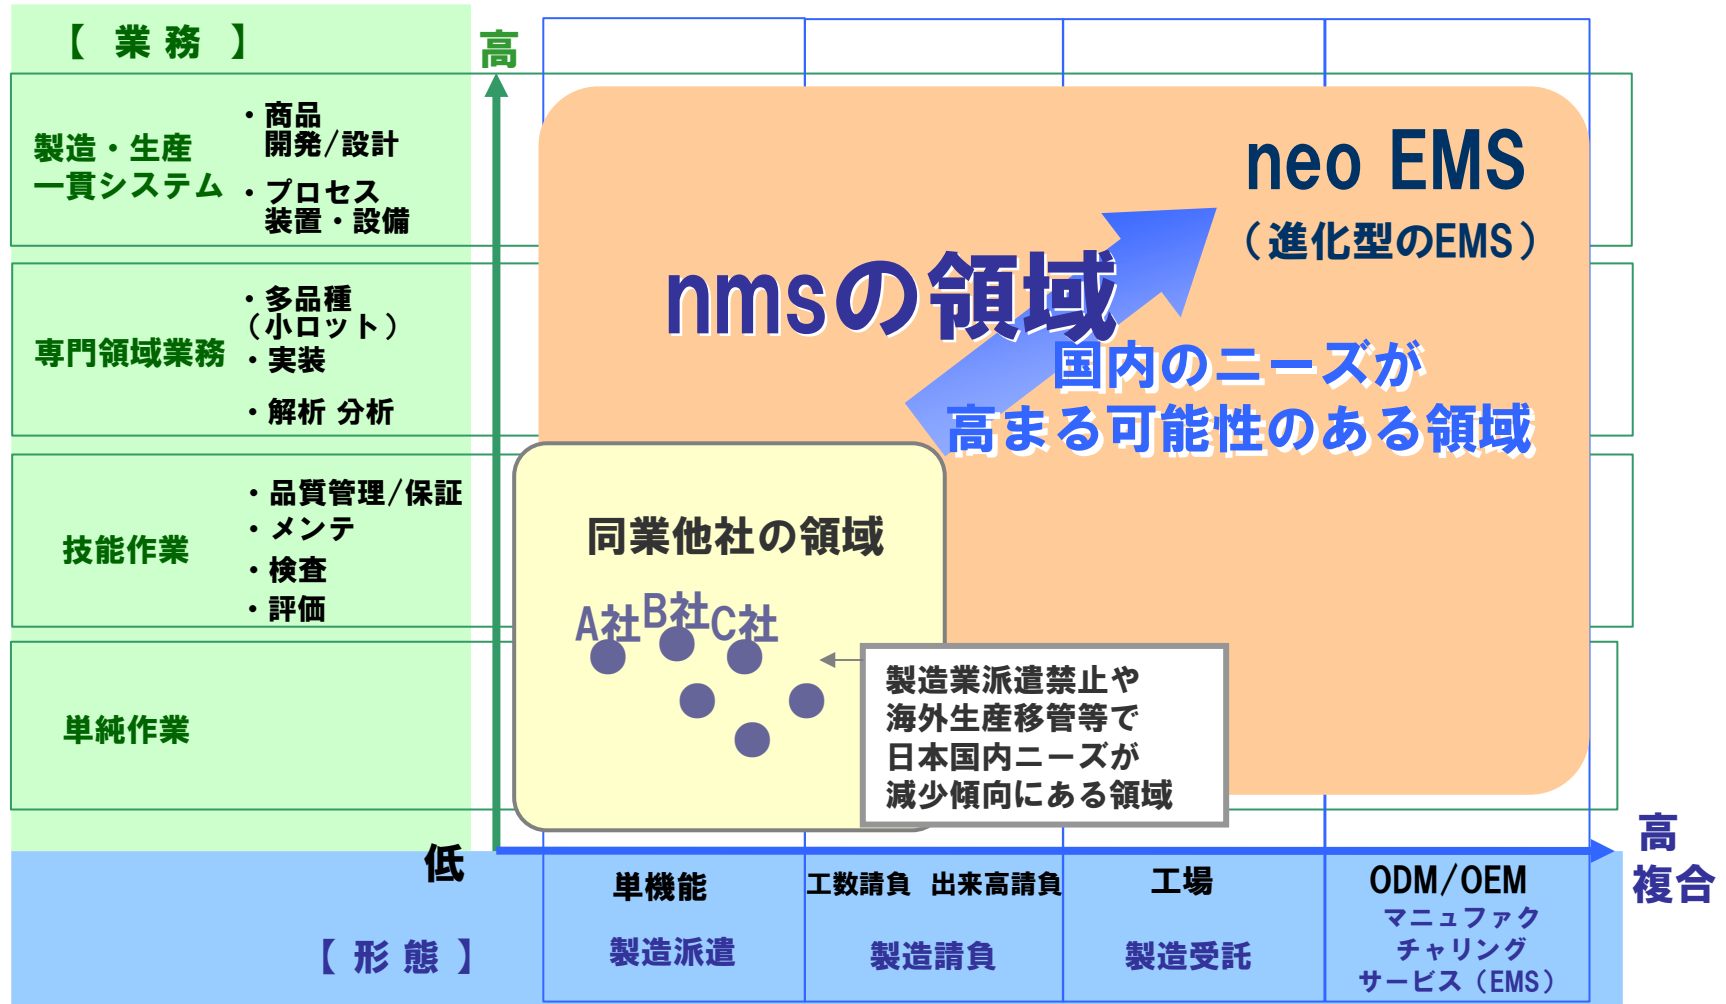 【 業 務 】
高
製造・生産
一貫システム
・商品
開発/設計
・プロセス
装置・設備
専門領域業務
・多品種
（小ロット）
・実装
・解析 分析
技能作業
・品質管理/保証
・メンテ
・検査
・評価
単純作業
neo EMS
（進化型のEMS）
nmsの領域
国内のニーズが
高まる可能性のある領域
同業他社の領域
A社 B社 C社
製造業派遣禁止や
海外生産移管等で
日本国内ニーズが
減少傾向にある領域
低
高
複合
【 形 態 】
単機能
製造派遣
工数請負 出来高請負
製造請負
工場
製造受託
ODM/OEM
マニュファク
チャリング
サービス（EMS）